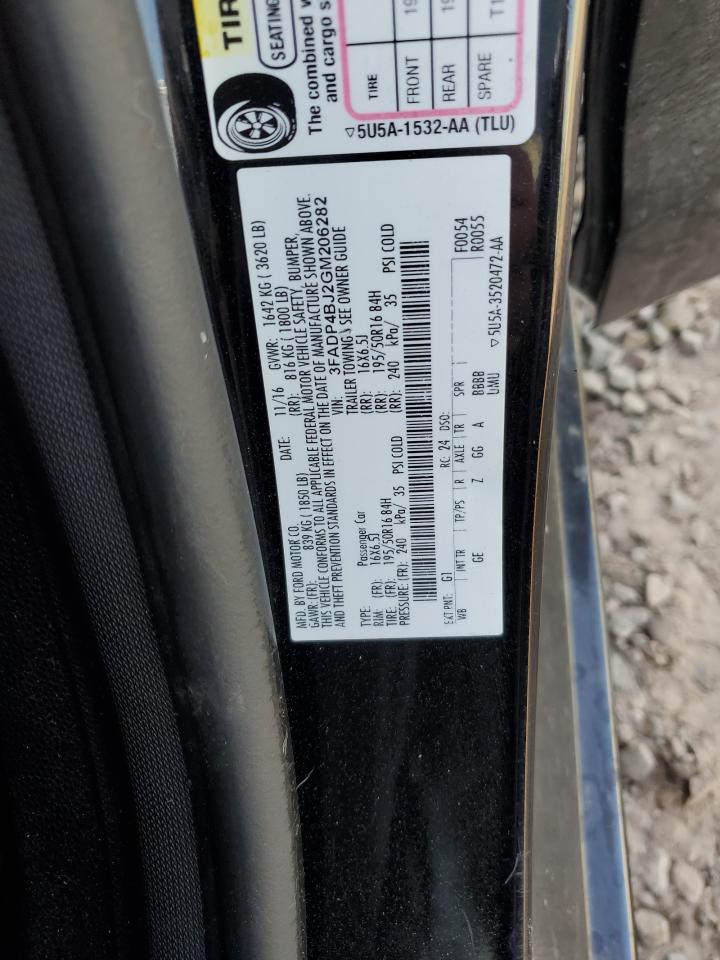 TIR
SEATING
The combined w
and cargo s
TIRE
FRONT 19
REAR 19
SPARE T1
▽5U5A-1532-AA (TLU)
MFD. BY FORD MOTOR CO.
DATE: 11/16 GVWR: 1642 KG ( 3620 LB)
GAWR: (FR): 839 KG ( 1850 LB) (RR): 816 KG ( 1800 LB)
THIS VEHICLE CONFORMS TO ALL APPLICABLE FEDERAL MOTOR VEHICLE SAFETY, BUMPER,
AND THEFT PREVENTION STANDARDS IN EFFECT ON THE DATE OF MANUFACTURE SHOWN ABOVE.
VIN: 3FADP4BJ2GM206282
TYPE: Passenger Car TRAILER TOWING - SEE OWNER GUIDE
RIM: (FR): 16X6.5J (RR): 16X6.5J
TIRE: (FR): 195/50R16 84H (RR): 195/50R16 84H
PRESSURE: (FR): 240 kPa/ 35 PSI COLD (RR): 240 kPa/ 35 PSI COLD
EXT PNT: G1 RC: 24 DSO: F0054
WB INT TR TP/PS R AXLE TR SPR R0055
GE Z GG A BBBB
UMU
▽5U5A-3520472-AA